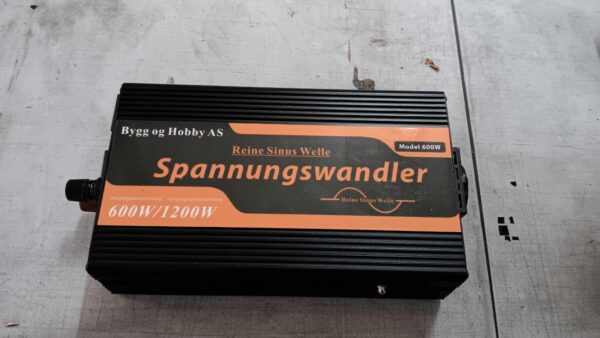 Bygg og Hobby AS
Model 600W
Reine Sinus Welle
Spannungswandler
Reine Sinus Welle
600W/1200W